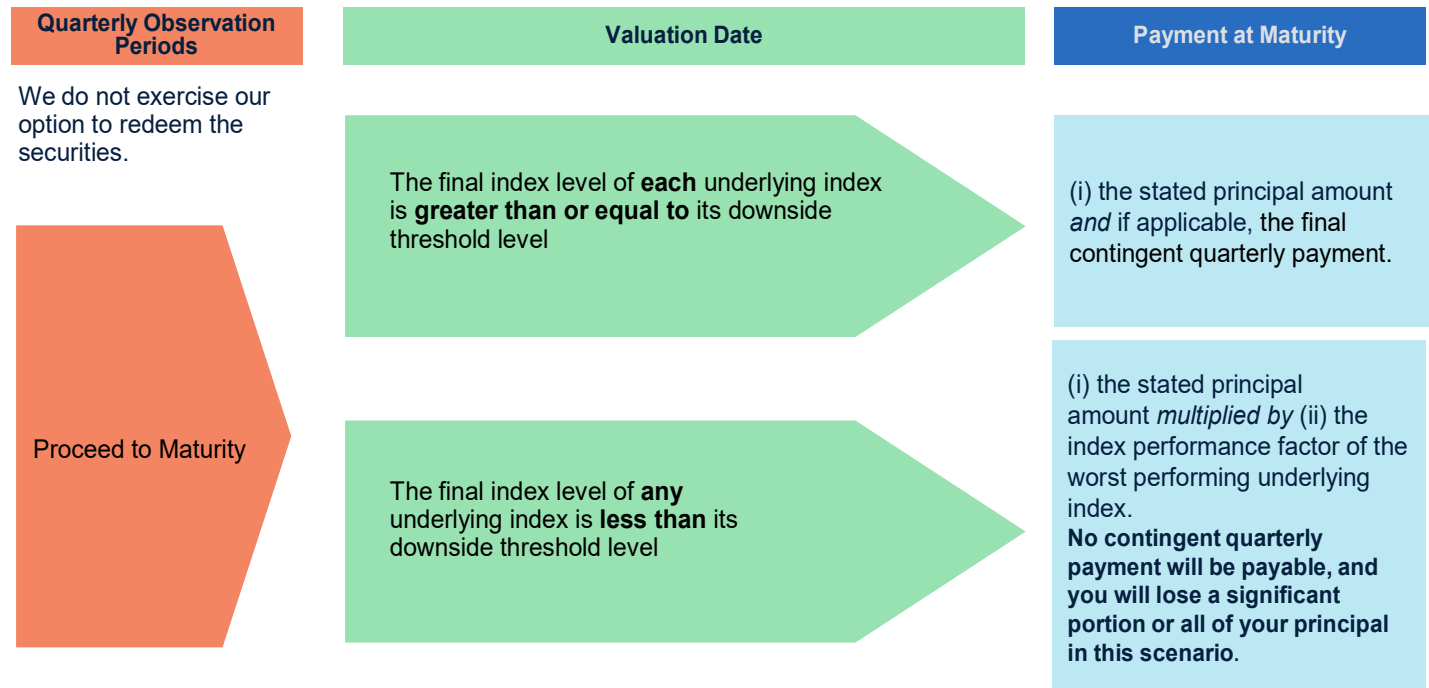 Quarterly Observation
Periods
Valuation Date
Payment at Maturity
We do not exercise our
option to redeem the
securities.
Proceed to Maturity
The final index level of each underlying index
is greater than or equal to its downside
threshold level
(i) the stated principal amount
and if applicable, the final
contingent quarterly payment.
The final index level of any
underlying index is less than its
downside threshold level
(i) the stated principal
amount multiplied by (ii) the
index performance factor of the
worst performing underlying
index.
No contingent quarterly
payment will be payable, and
you will lose a significant
portion or all of your principal
in this scenario.